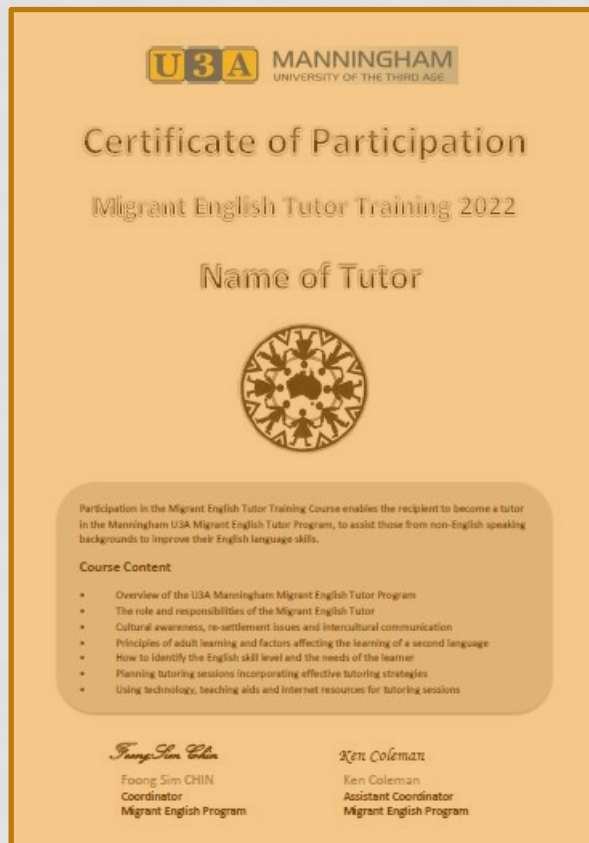 U3A MANNINGHAM
UNIVERSITY OF THE THIRD AGE
Certificate of Participation
Migrant English Tutor Training 2022
Name of Tutor
Participation in the Migrant English Tutor Training Course enables the recipient to become a tutor
in the Manningham U3A Migrant English Tutor Program, to assist those from non-English speaking
backgrounds to improve their English language skills.
Course Content
• Overview of the U3A Manningham Migrant English Tutor Program
• The role and responsibilities of the Migrant English Tutor
• Cultural awareness, re-settlement issues and intercultural communication
• Principles of adult learning and factors affecting the learning of a second language
• How to identify the English skill level and the needs of the learner
• Planning tutoring sessions incorporating effective tutoring strategies
• Using technology, teaching aids and internet resources for tutoring sessions
Foong Sim Chin Ken Coleman
Foong Sim CHIN Ken Coleman
Coordinator Assistant Coordinator
Migrant English Program Migrant English Program